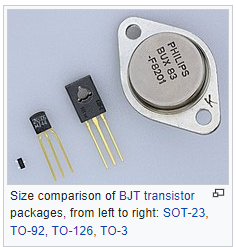 PHILIPS
BUX 83
-F8201
K
Size comparison of BJT transistor
packages, from left to right: SOT-23,
TO-92, TO-126, TO-3